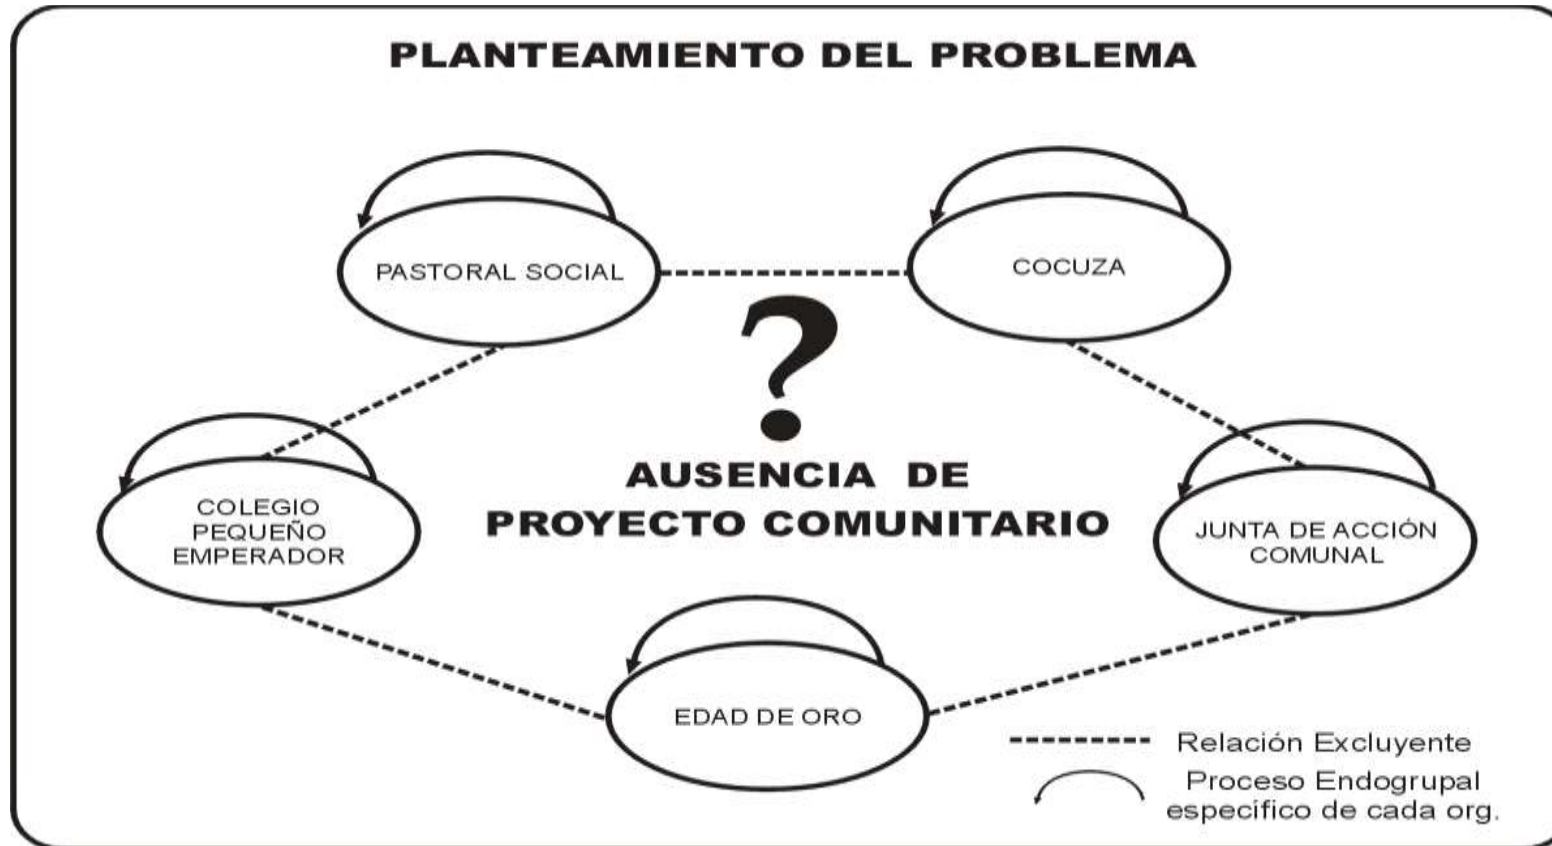 PLANTEAMIENTO DEL PROBLEMA
PASTORAL SOCIAL
COCUZA
?
AUSENCIA DE
PROYECTO COMUNITARIO
COLEGIO
PEQUEÑO
EMPERADOR
JUNTA DE ACCIÓN
COMUNAL
EDAD DE ORO
Relación Excluyente
Proceso Endogrupal
específico de cada org.